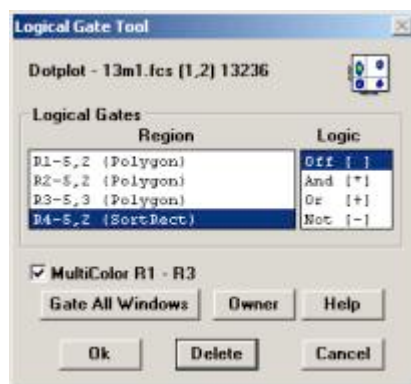 Logical Gate Tool
Dotplot - 13m1.fcs (1,2) 13236
Logical Gates
Region Logic
R1-5,2 (Polygon) Off [ ]
R2-5,2 (Polygon) And [*]
R3-5,3 (Polygon) Or [+]
R4-5,2 (SortRect) Not [-]
MultiColor R1 - R3
Gate All Windows Owner Help
Ok Delete Cancel